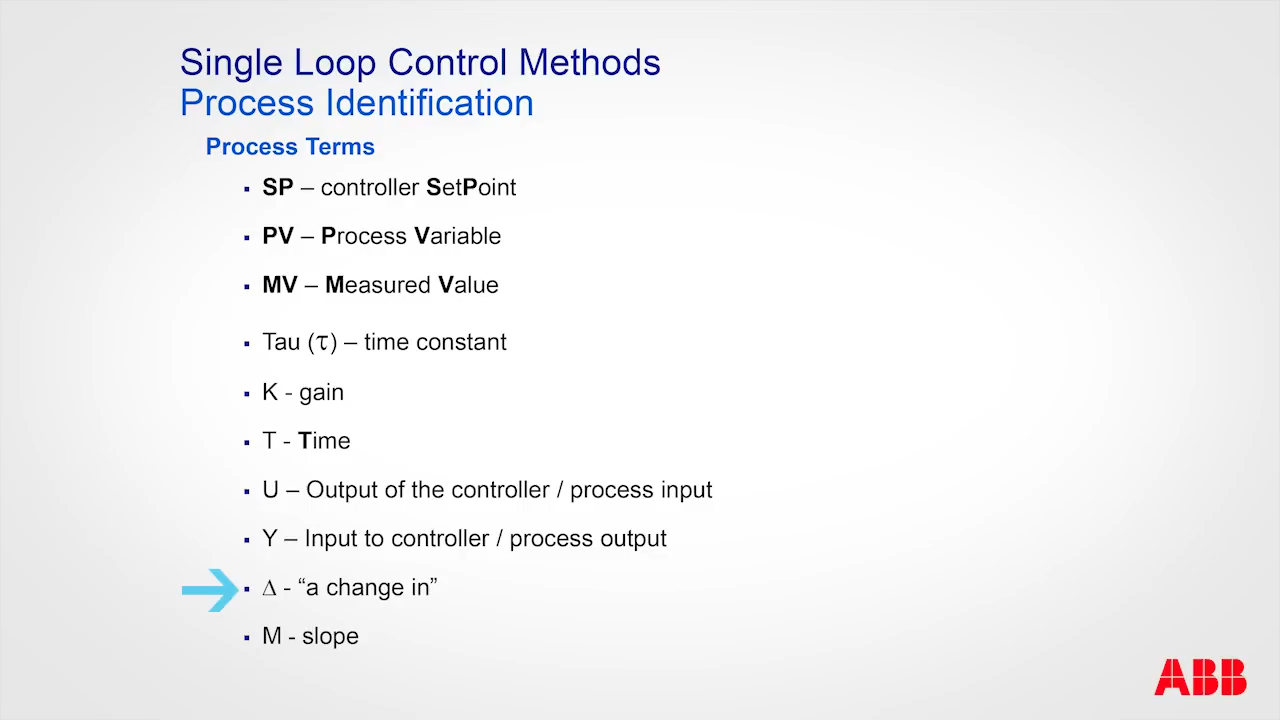 Single Loop Control Methods
Process Identification
Process Terms
▪ SP – controller SetPoint
▪ PV – Process Variable
▪ MV – Measured Value
▪ Tau (τ) – time constant
▪ K - gain
▪ T - Time
▪ U – Output of the controller / process input
▪ Y – Input to controller / process output
▪ Δ - “a change in”
▪ M - slope
ABB